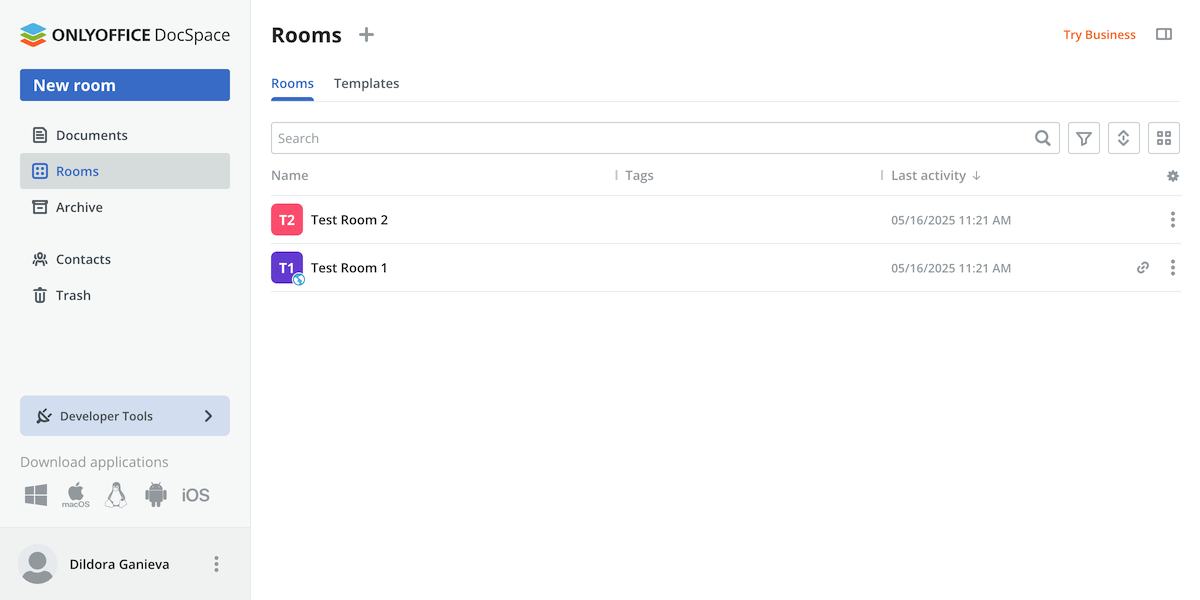 ONLYOFFICE DocSpace
New room
Documents
Rooms
Archive
Contacts
Trash
Developer Tools
Download applications
macOS
iOS
Dildora Ganieva
Rooms
Try Business
Rooms Templates
Search
Name Tags Last activity
T2 Test Room 2 05/16/2025 11:21 AM
T1 Test Room 1 05/16/2025 11:21 AM